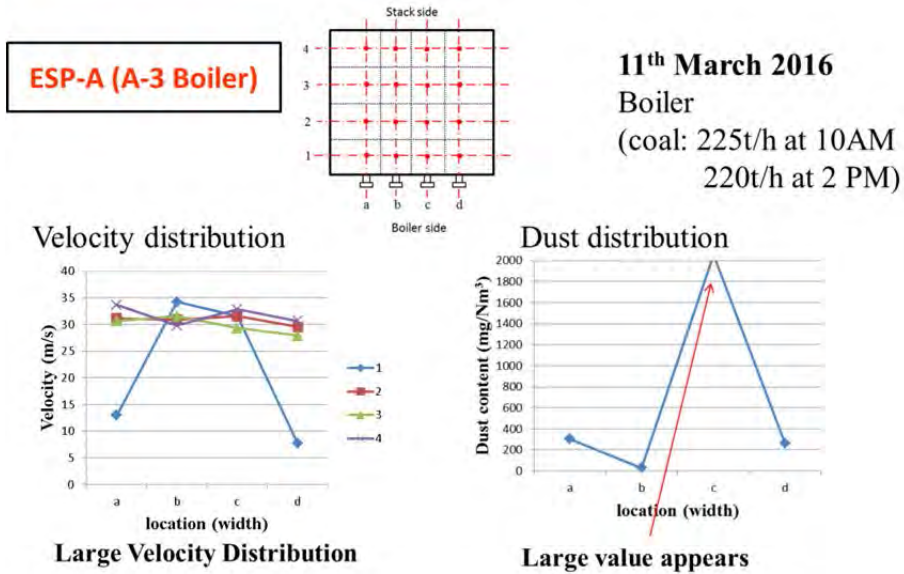 ESP-A (A-3 Boiler)
Stack side
4
3
2
1
a b c d
Boiler side
11th March 2016
Boiler
(coal: 225t/h at 10AM
220t/h at 2 PM)
Velocity distribution
40
35
30
25
20
15
10
5
0
Velocity (m/s)
a b c d
location (width)
1
2
3
4
Large Velocity Distribution
Dust distribution
2000
1800
1600
1400
1200
1000
800
600
400
200
0
Dust content (mg/Nm³)
a b c d
location (width)
Large value appears